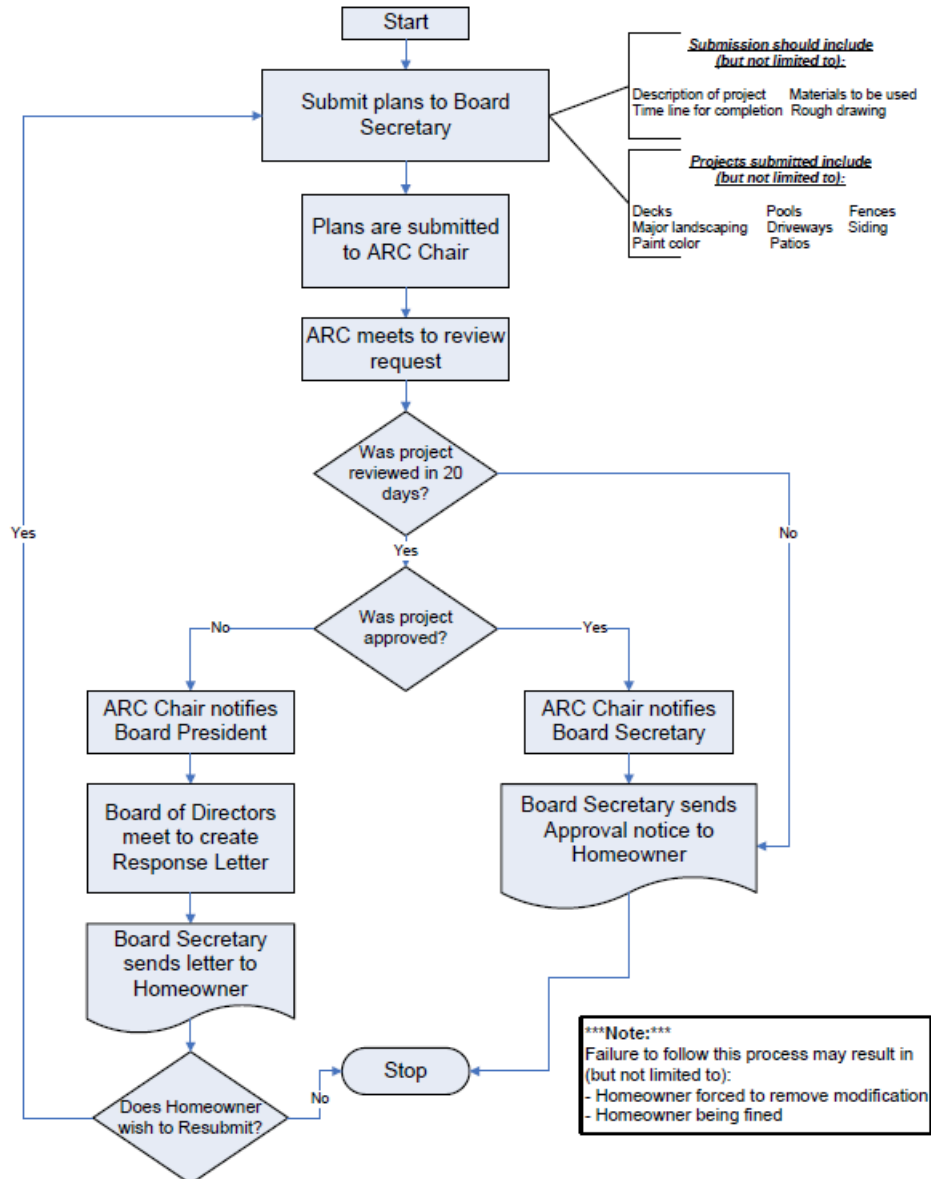 Start
Submit plans to Board
Secretary
Submission should include
(but not limited to):
Description of project Materials to be used
Time line for completion Rough drawing
Projects submitted include
(but not limited to):
Decks Pools Fences
Major landscaping Driveways Siding
Paint color Patios
Plans are submitted
to ARC Chair
ARC meets to review
request
Was project
reviewed in 20
days?
Yes
No
Yes
Was project
approved?
No
Yes
ARC Chair notifies
Board President
ARC Chair notifies
Board Secretary
Board of Directors
meet to create
Response Letter
Board Secretary sends
Approval notice to
Homeowner
Board Secretary
sends letter to
Homeowner
Does Homeowner
wish to Resubmit?
No
Stop
***Note:***
Failure to follow this process may result in
(but not limited to):
- Homeowner forced to remove modification
- Homeowner being fined